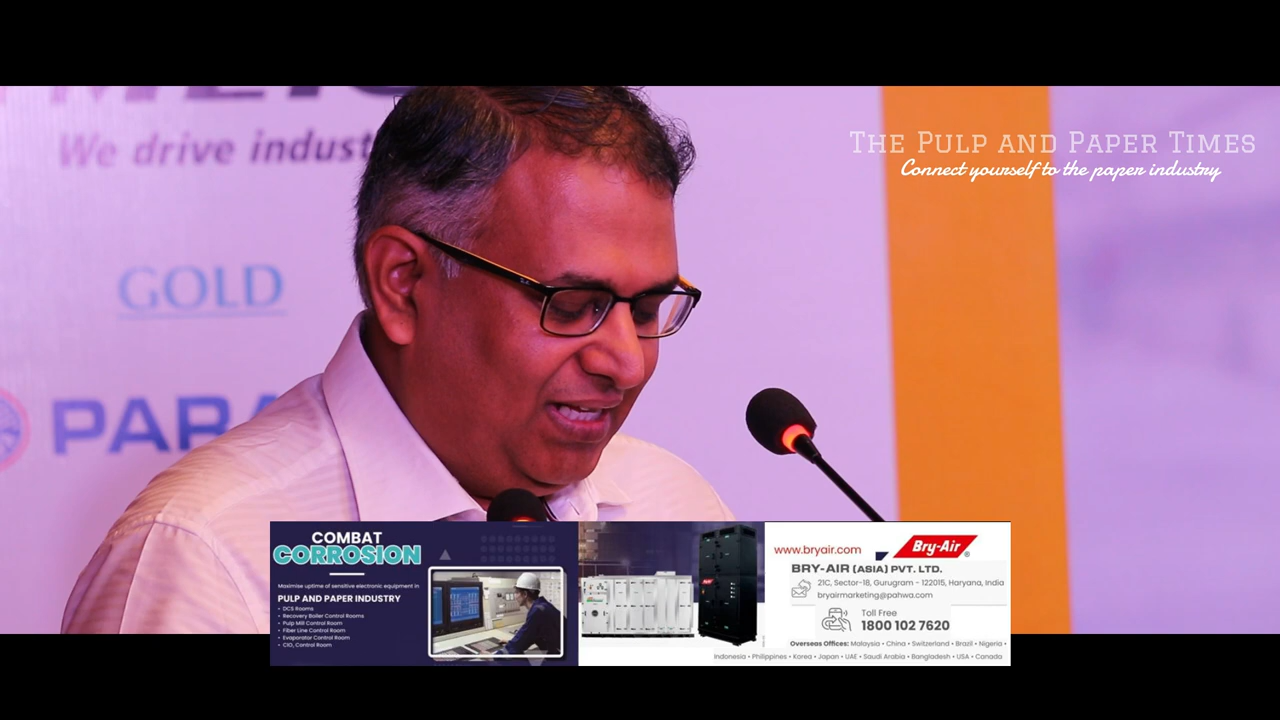 We drive indust
THE PULP AND PAPER TIMES
Connect yourself to the paper industry
GOLD
PARA
COMBAT
CORROSION
Maximise uptime of sensitive electronic equipment in
PULP AND PAPER INDUSTRY
• DCS Rooms
• Recovery Boiler Control Rooms
• Pulp Mill Control Room
• Fiber Line Control Room
• Evaporator Control Room
• ClO₂ Control Room
www.bryair.com
Bry-Air®
BRY-AIR (ASIA) PVT. LTD.
21C, Sector-18, Gurugram - 122015, Haryana, India
bryairmarketing@pahwa.com
Toll Free
1800 102 7620
Overseas Offices: Malaysia • China • Switzerland • Brazil • Nigeria •
Indonesia • Philippines • Korea • Japan • UAE • Saudi Arabia • Bangladesh • USA • Canada